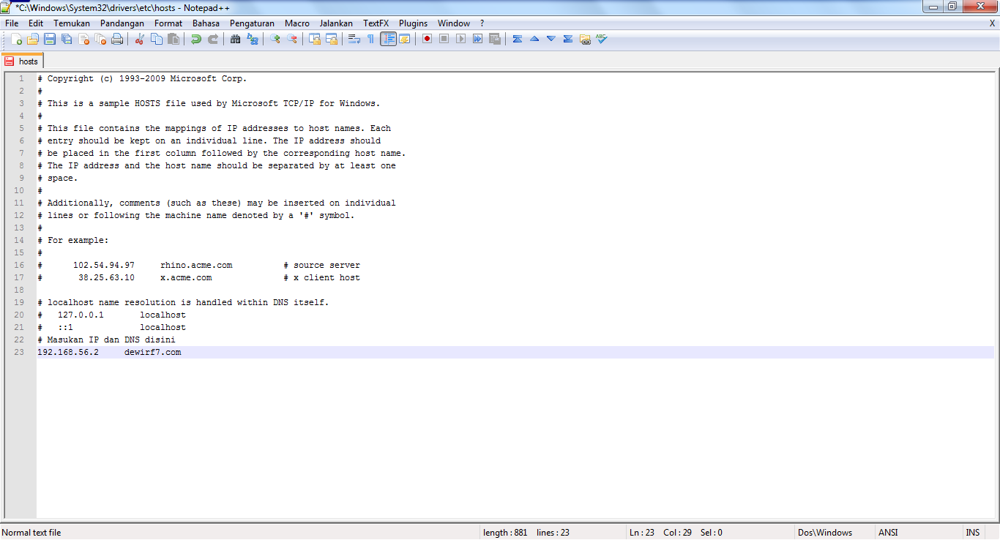 *C:\Windows\System32\drivers\etc\hosts - Notepad++
File Edit Temukan Pandangan Format Bahasa Pengaturan Macro Jalankan TextFX Plugins Window ? X
hosts
1 # Copyright (c) 1993-2009 Microsoft Corp.
2 #
3 # This is a sample HOSTS file used by Microsoft TCP/IP for Windows.
4 #
5 # This file contains the mappings of IP addresses to host names. Each
6 # entry should be kept on an individual line. The IP address should
7 # be placed in the first column followed by the corresponding host name.
8 # The IP address and the host name should be separated by at least one
9 # space.
10 #
11 # Additionally, comments (such as these) may be inserted on individual
12 # lines or following the machine name denoted by a '#' symbol.
13 #
14 # For example:
15 #
16 #      102.54.94.97     rhino.acme.com          # source server
17 #       38.25.63.10     x.acme.com              # x client host
18
19 # localhost name resolution is handled within DNS itself.
20 #   127.0.0.1       localhost
21 #   ::1             localhost
22 # Masukan IP dan DNS disini
23 192.168.56.2     dewirf7.com
Normal text file length : 881 lines : 23 Ln : 23 Col : 29 Sel : 0 Dos\Windows ANSI INS